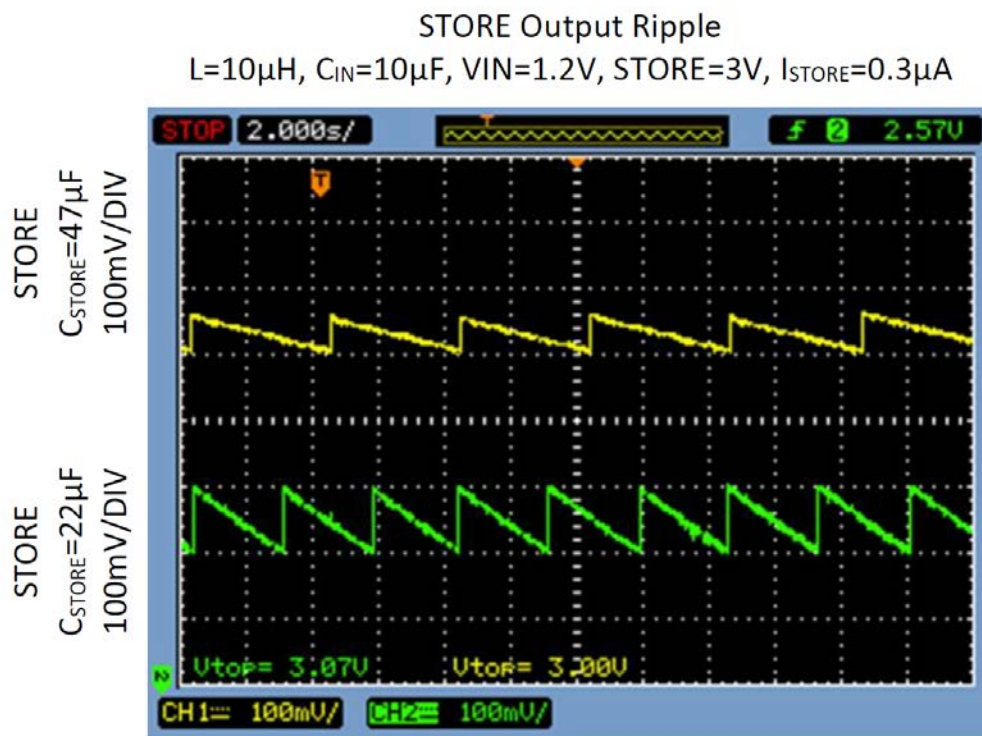 STORE Output Ripple
L=10µH, CIN=10µF, VIN=1.2V, STORE=3V, ISTORE=0.3µA
STOP 2.000s/ T 2 2.57V
T
STORE
CSTORE=47µF
100mV/DIV
STORE
CSTORE=22µF
100mV/DIV
Vtop= 3.07V Vtop= 3.00V
2
CH1 100mV/ CH2 100mV/